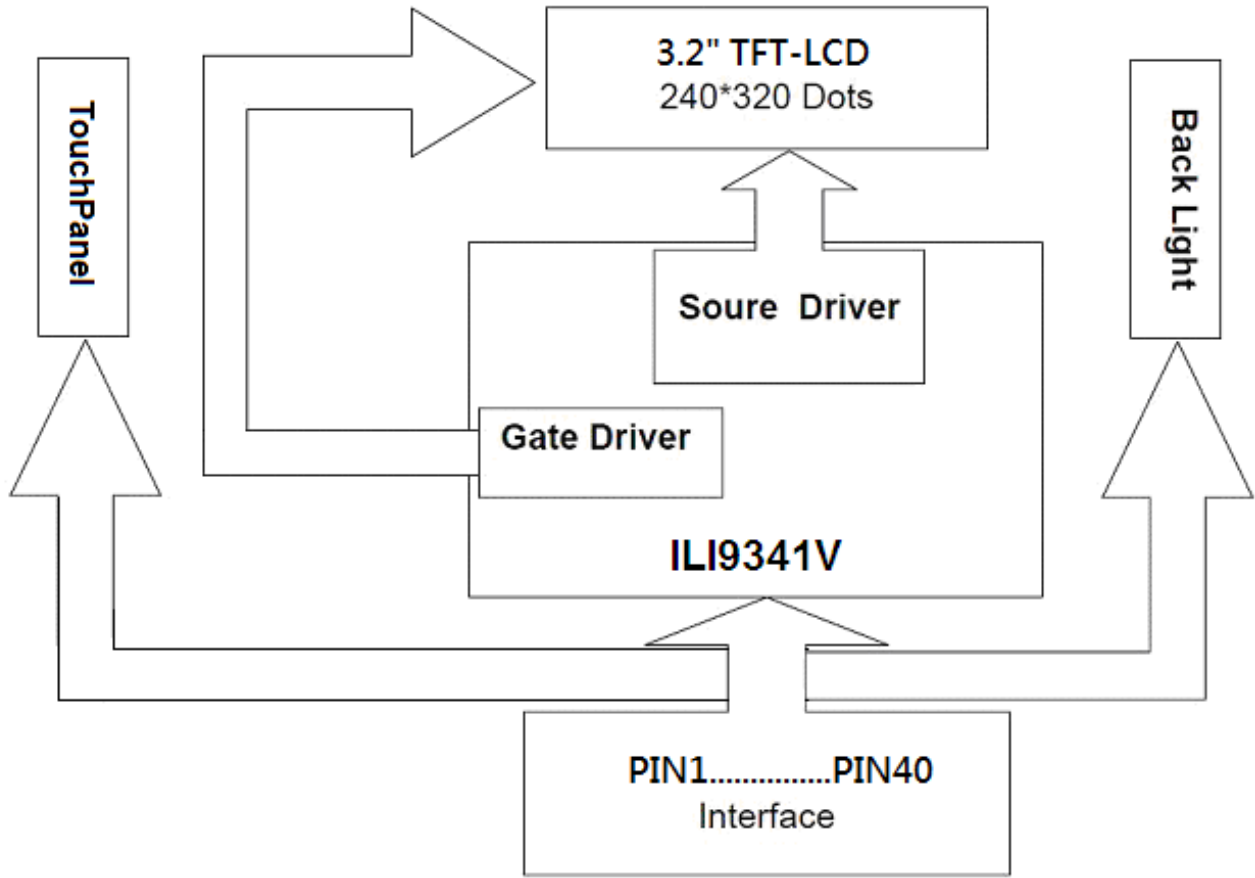 3.2" TFT-LCD
240*320 Dots
TouchPanel
Back Light
Soure Driver
Gate Driver
ILI9341V
PIN1...............PIN40
Interface